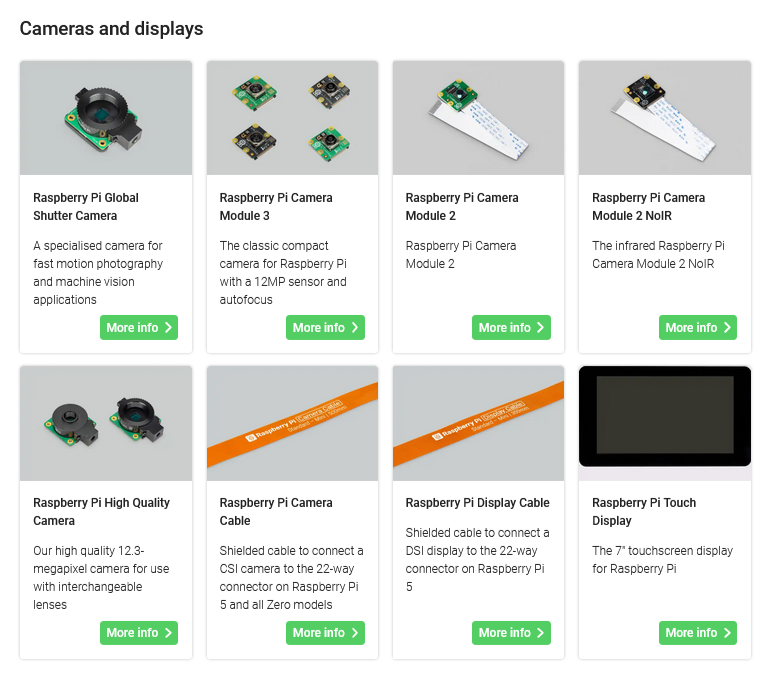 Cameras and displays
Raspberry Pi Global
Shutter Camera
A specialised camera for
fast motion photography
and machine vision
applications
More info
Raspberry Pi Camera
Module 3
The classic compact
camera for Raspberry Pi
with a 12MP sensor and
autofocus
More info
Raspberry Pi Camera
Module 2
Raspberry Pi Camera
Module 2
More info
Raspberry Pi Camera
Module 2 NoIR
The infrared Raspberry Pi
Camera Module 2 NoIR
More info
Raspberry Pi High Quality
Camera
Our high quality 12.3-
megapixel camera for use
with interchangeable
lenses
More info
Raspberry Pi Camera Cable
Standard – Mini | 500mm
Raspberry Pi Camera
Cable
Shielded cable to connect a
CSI camera to the 22-way
connector on Raspberry Pi
5 and all Zero models
More info
Raspberry Pi Display Cable
Standard – Mini | 500mm
Raspberry Pi Display Cable
Shielded cable to connect a
DSI display to the 22-way
connector on Raspberry Pi
5
More info
Raspberry Pi Touch
Display
The 7" touchscreen display
for Raspberry Pi
More info